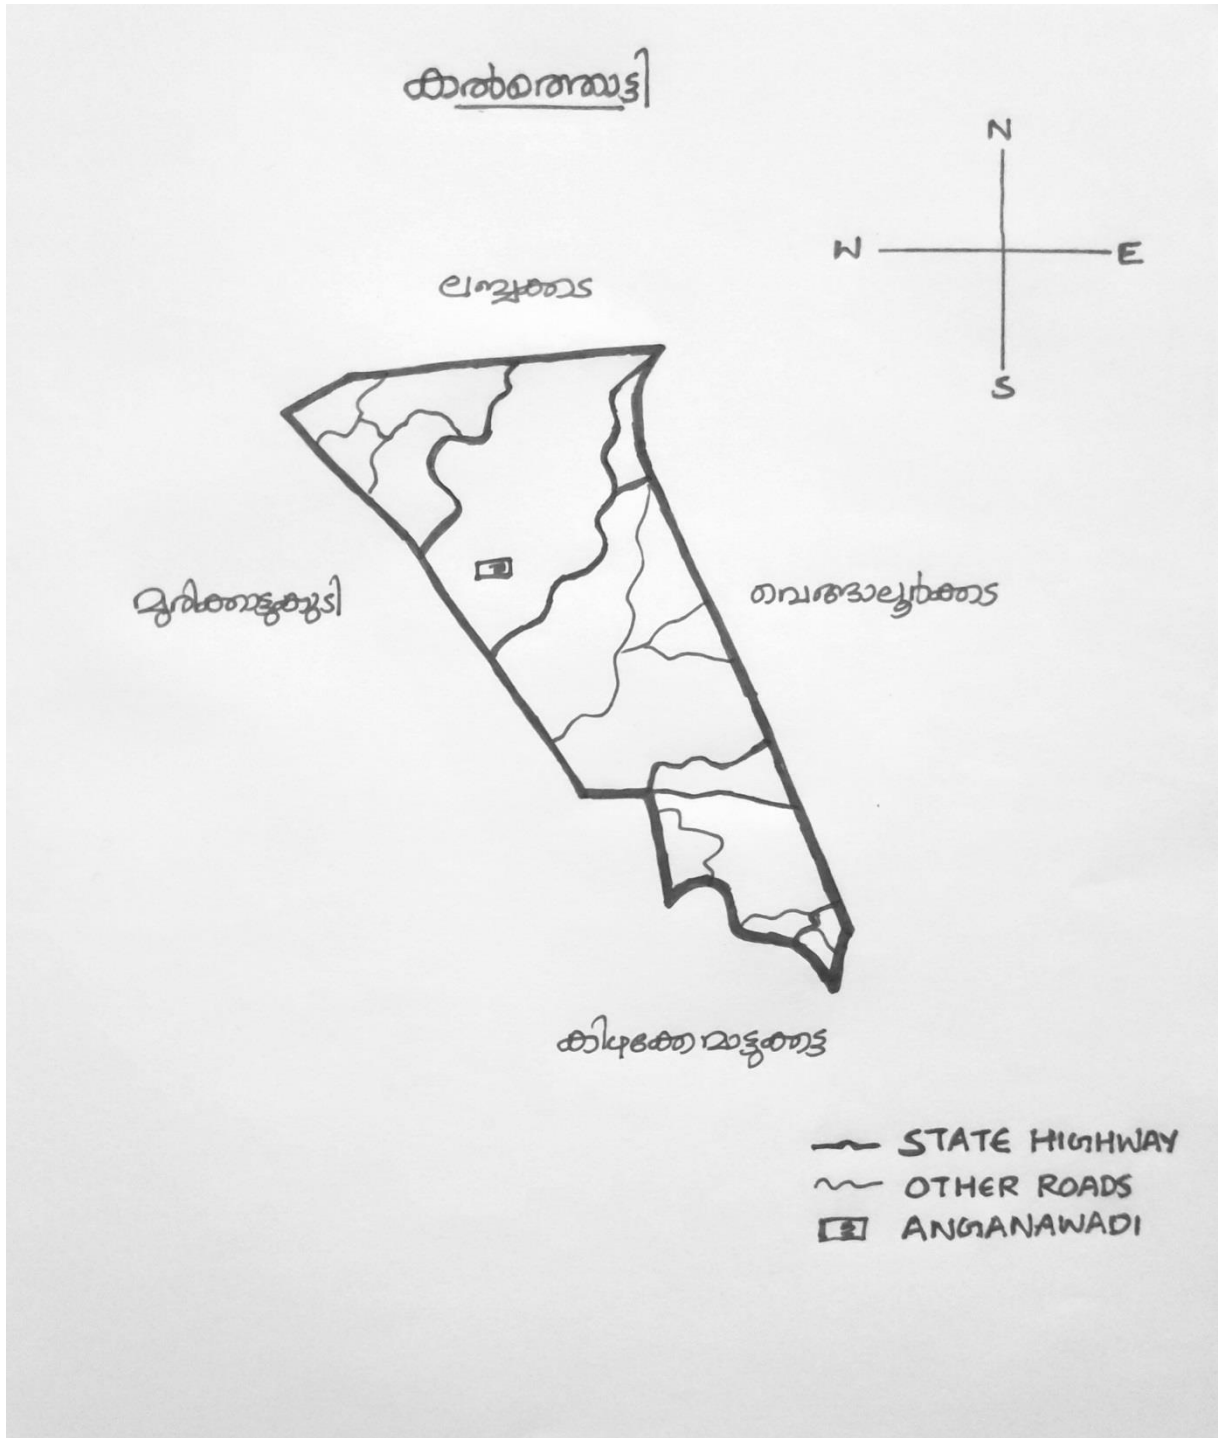 കൽത്തൊട്ടി
N
W E
S
ലബ്ബക്കട
മുരിക്കാട്ടുകുടി
വെങ്ങാലൂർക്കട
കിഴക്കേമാട്ടുക്കട്ട
STATE HIGHWAY
OTHER ROADS
ANGANAWADI